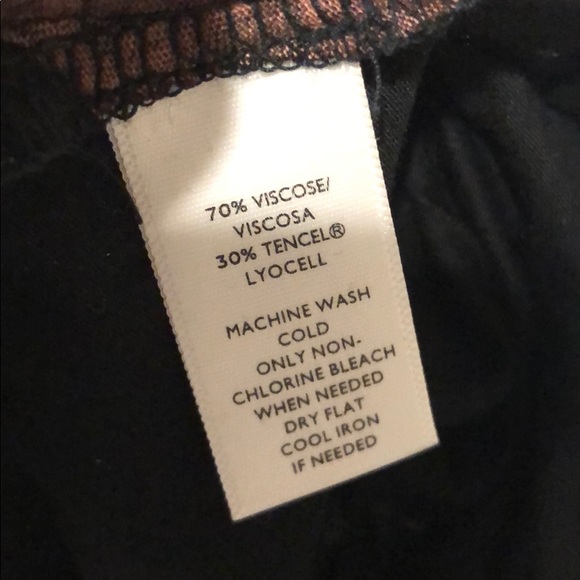 70% VISCOSE/
VISCOSA
30% TENCEL®
LYOCELL
MACHINE WASH
COLD
ONLY NON-
CHLORINE BLEACH
WHEN NEEDED
DRY FLAT
COOL IRON
IF NEEDED